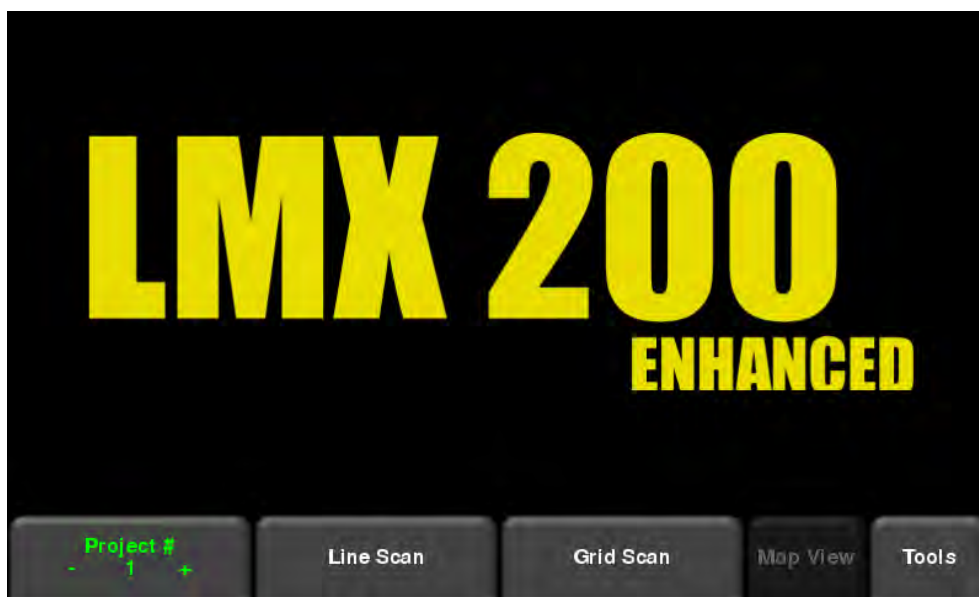 LMX 200
ENHANCED
Project #
- 1 +
Line Scan
Grid Scan
Map View
Tools